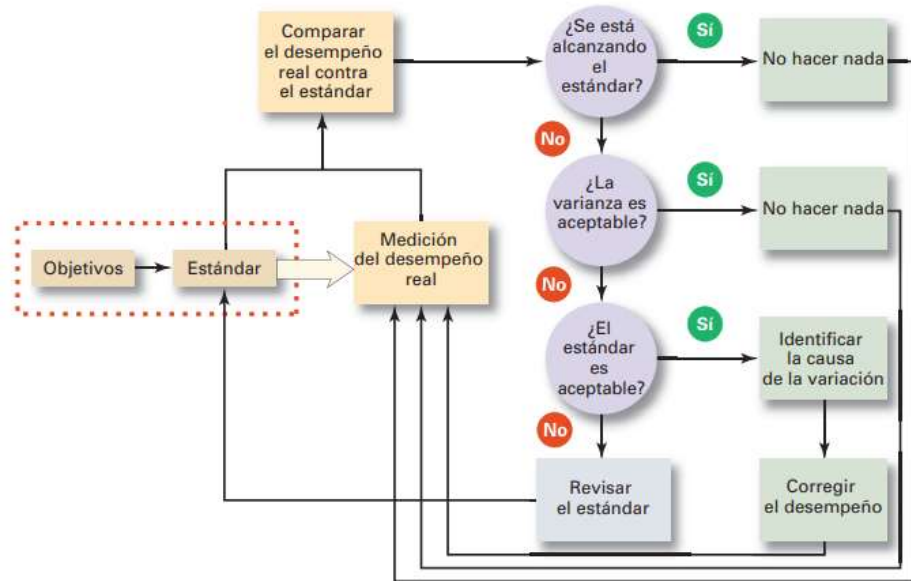 Comparar
el desempeño
real contra
el estándar
¿Se está
alcanzando
el
estándar?
Sí
No hacer nada
No
¿La
varianza es
aceptable?
Sí
No hacer nada
Objetivos
Estándar
Medición
del desempeño
real
No
¿El
estándar
es
aceptable?
Sí
Identificar
la causa
de la variación
No
Revisar
el estándar
Corregir
el desempeño